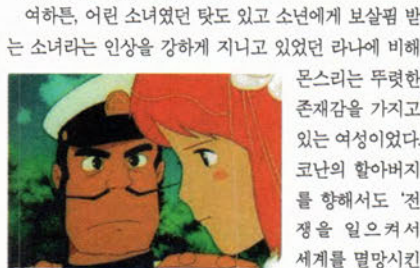 여하튼, 어린 소녀였던 탓도 있고 소년에게 보살핌 받
는 소녀라는 인상을 강하게 지니고 있었던 라나에 비해
몬스리는 뚜렷한
존재감을 가지고
있는 여성이었다.
코난의 할아버지
를 향해서도 '전
쟁을 일으켜서
세계를 멸망시킨